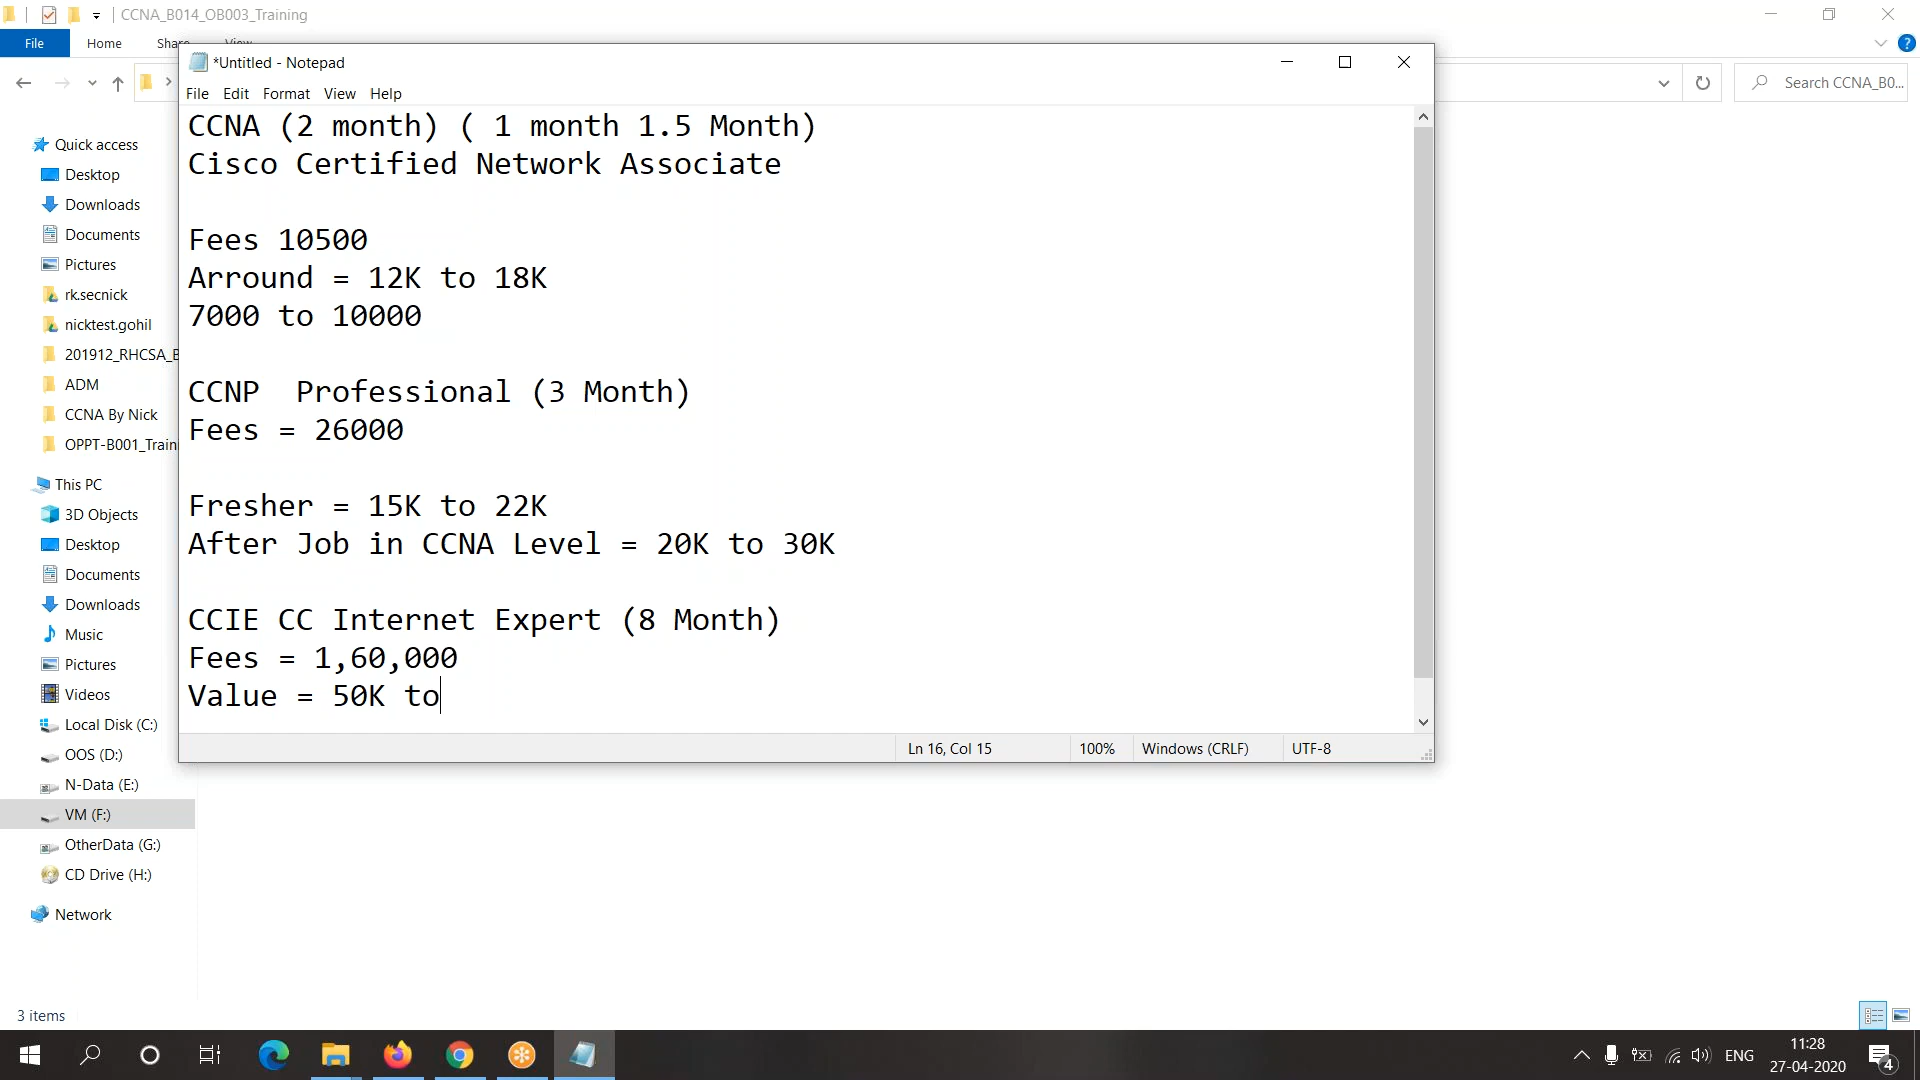 CCNA_B014_OB003_Training
File Home Share View
Search CCNA_B0...
*Untitled - Notepad
File Edit Format View Help
CCNA (2 month) ( 1 month 1.5 Month)
Cisco Certified Network Associate
Fees 10500
Arround = 12K to 18K
7000 to 10000
CCNP  Professional (3 Month)
Fees = 26000
Fresher = 15K to 22K
After Job in CCNA Level = 20K to 30K
CCIE CC Internet Expert (8 Month)
Fees = 1,60,000
Value = 50K to
Ln 16, Col 15 100% Windows (CRLF) UTF-8
Quick access
Desktop
Downloads
Documents
Pictures
rk.secnick
nicktest.gohil
201912_RHCSA_B
ADM
CCNA By Nick
OPPT-B001_Traini
This PC
3D Objects
Desktop
Documents
Downloads
Music
Pictures
Videos
Local Disk (C:)
OOS (D:)
N-Data (E:)
VM (F:)
OtherData (G:)
CD Drive (H:)
Network
3 items
ENG
11:28
27-04-2020
4